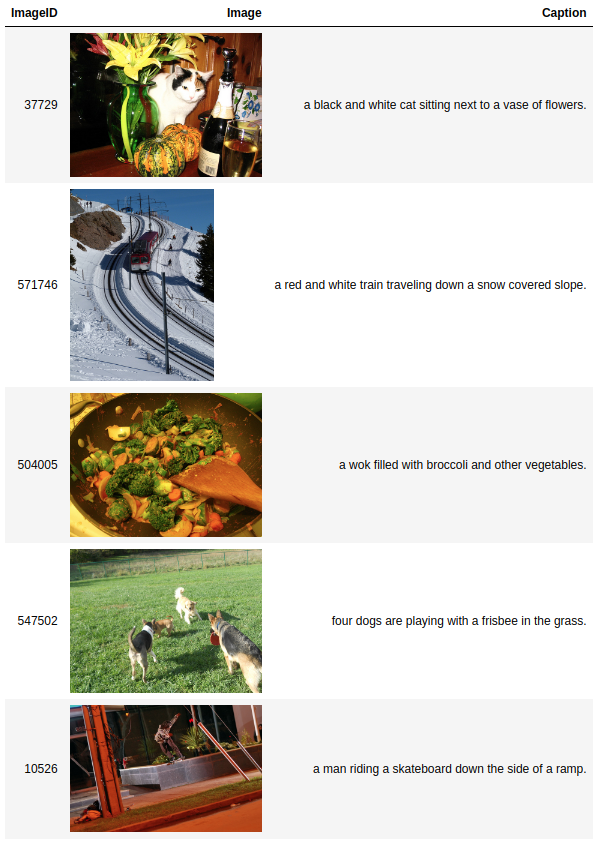 ImageID Image Caption
37729 a black and white cat sitting next to a vase of flowers.
571746 a red and white train traveling down a snow covered slope.
504005 a wok filled with broccoli and other vegetables.
547502 four dogs are playing with a frisbee in the grass.
10526 a man riding a skateboard down the side of a ramp.